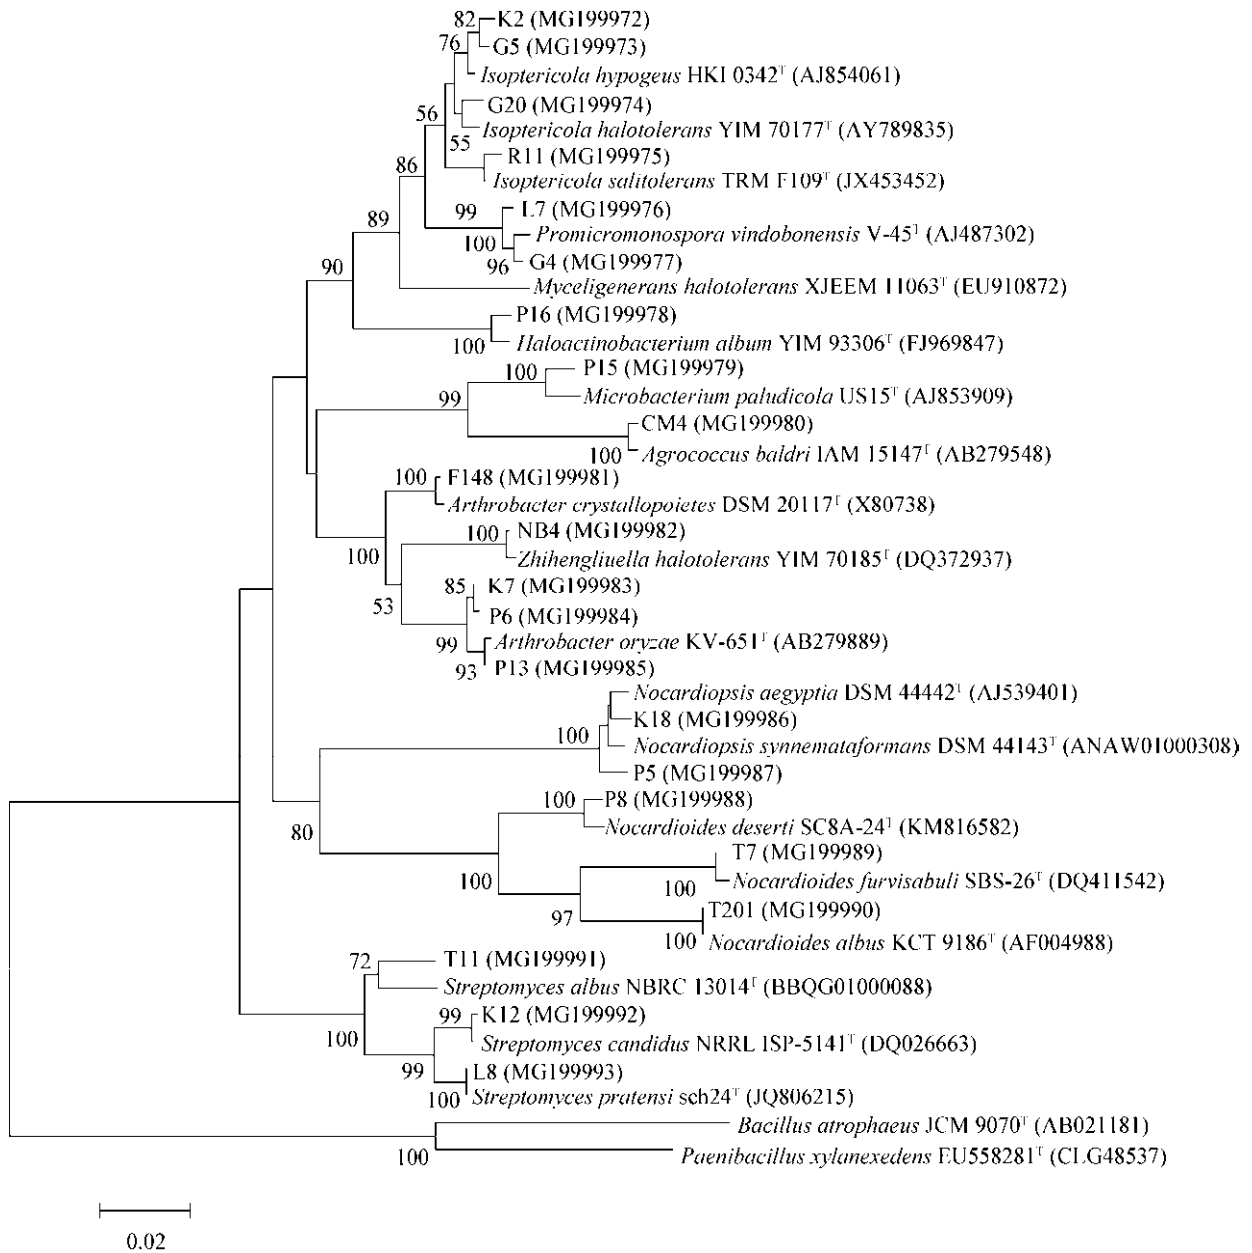 82 K2 (MG199972)
76 G5 (MG199973)
Isoptericola hypogeus HKI 0342ᵀ (AJ854061)
G20 (MG199974)
56
Isoptericola halotolerans YIM 70177ᵀ (AY789835)
55
R11 (MG199975)
86
Isoptericola salitolerans TRM F109ᵀ (JX453452)
99 L7 (MG199976)
89
Promicromonospora vindobonensis V-45ᵀ (AJ487302)
100
96 G4 (MG199977)
90
Myceligenerans halotolerans XJEEM 11063ᵀ (EU910872)
P16 (MG199978)
100 Haloactinobacterium album YIM 93306ᵀ (FJ969847)
100 P15 (MG199979)
99 Microbacterium paludicola US15ᵀ (AJ853909)
CM4 (MG199980)
100 Agrococcus baldri IAM 15147ᵀ (AB279548)
100 F148 (MG199981)
Arthrobacter crystallopoietes DSM 20117ᵀ (X80738)
100 NB4 (MG199982)
100 Zhihengliuella halotolerans YIM 70185ᵀ (DQ372937)
85 K7 (MG199983)
53 P6 (MG199984)
99 Arthrobacter oryzae KV-651ᵀ (AB279889)
93 P13 (MG199985)
Nocardiopsis aegyptia DSM 44442ᵀ (AJ539401)
K18 (MG199986)
100 Nocardiopsis synnemataformans DSM 44143ᵀ (ANAW01000308)
P5 (MG199987)
100 P8 (MG199988)
80 Nocardioides deserti SC8A-24ᵀ (KM816582)
T7 (MG199989)
100 100 Nocardioides furvisabuli SBS-26ᵀ (DQ411542)
97 T201 (MG199990)
100 Nocardioides albus KCT 9186ᵀ (AF004988)
72 T11 (MG199991)
Streptomyces albus NBRC 13014ᵀ (BBQG01000088)
99 K12 (MG199992)
100 Streptomyces candidus NRRL ISP-5141ᵀ (DQ026663)
99 L8 (MG199993)
100 Streptomyces pratensi sch24ᵀ (JQ806215)
Bacillus atrophaeus JCM 9070ᵀ (AB021181)
100 Paenibacillus xylanexedens EU558281ᵀ (CLG48537)
0.02